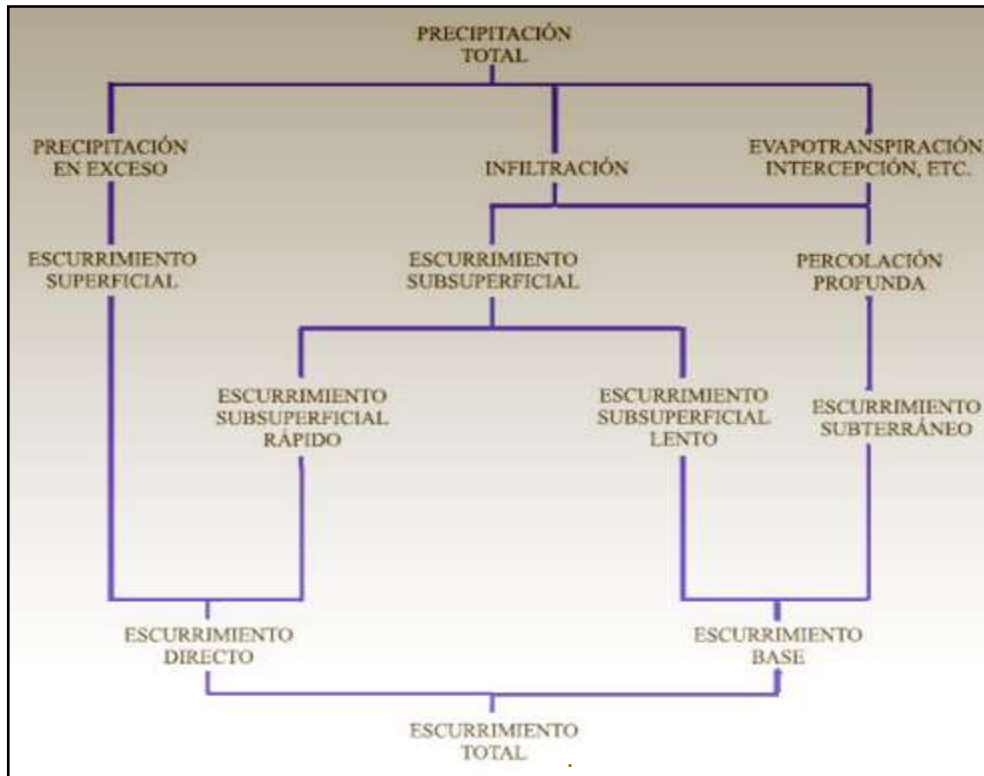 PRECIPITACIÓN
TOTAL
PRECIPITACIÓN
EN EXCESO
INFILTRACIÓN
EVAPOTRANSPIRACIÓN,
INTERCEPCIÓN, ETC.
ESCURRIMIENTO
SUPERFICIAL
ESCURRIMIENTO
SUBSUPERFICIAL
PERCOLACIÓN
PROFUNDA
ESCURRIMIENTO
SUBSUPERFICIAL
RÁPIDO
ESCURRIMIENTO
SUBSUPERFICIAL
LENTO
ESCURRIMIENTO
SUBTERRÁNEO
ESCURRIMIENTO
DIRECTO
ESCURRIMIENTO
BASE
ESCURRIMIENTO
TOTAL